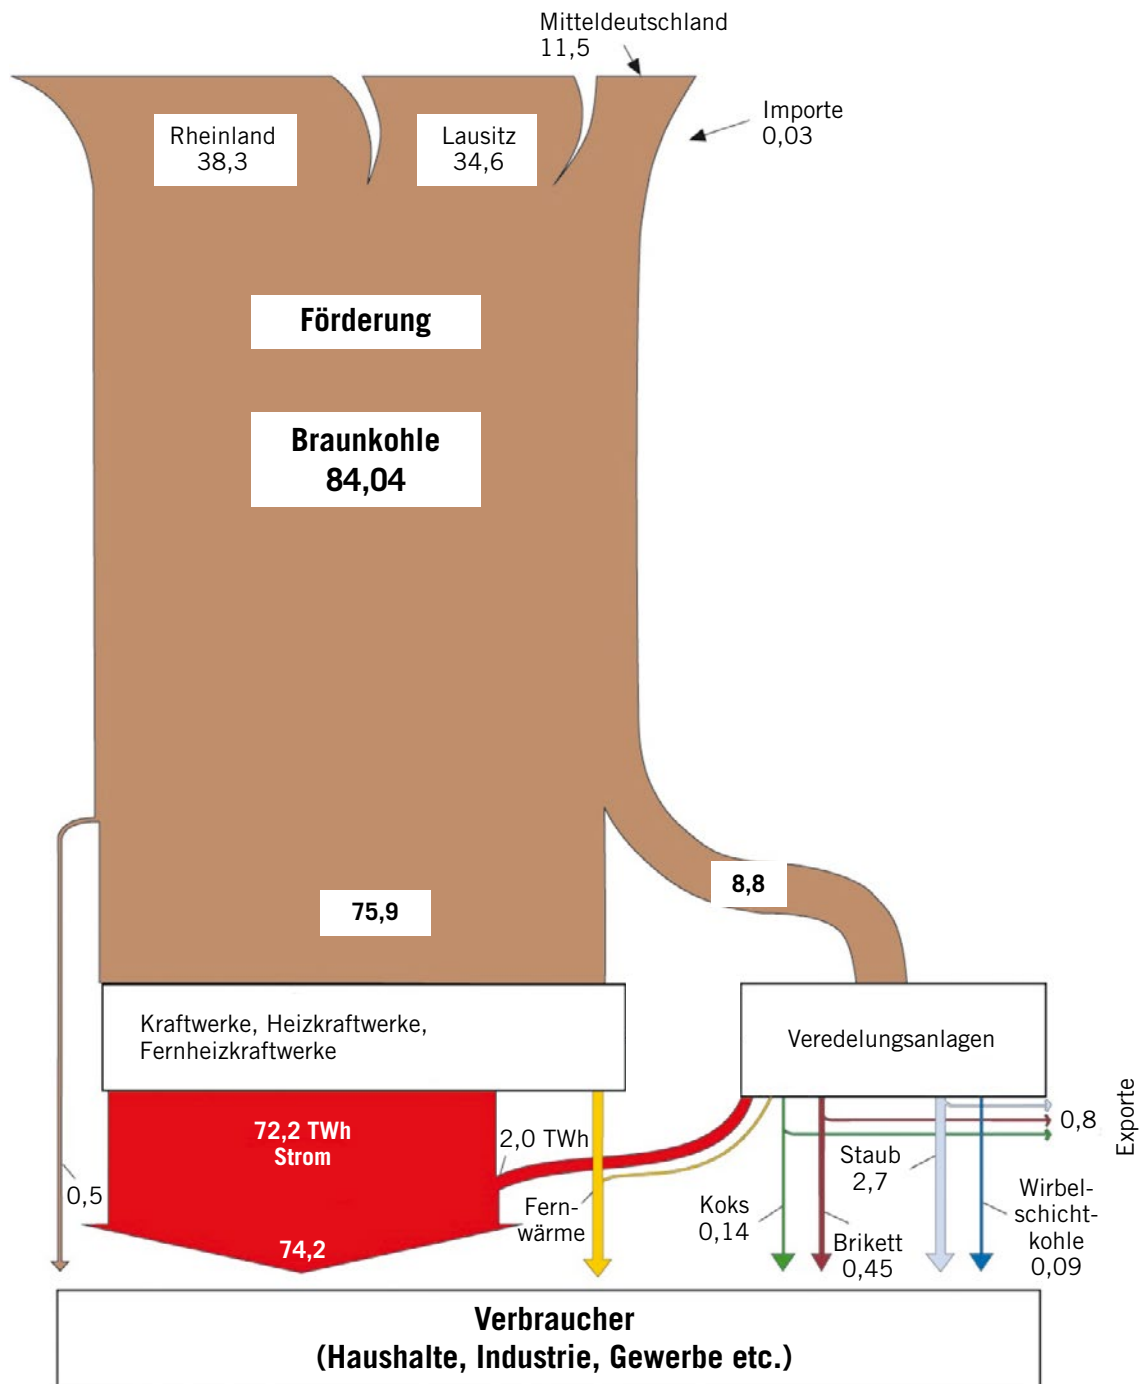 Mitteldeutschland
11,5
Importe
0,03
Rheinland
38,3
Lausitz
34,6
Förderung
Braunkohle
84,04
8,8
75,9
Kraftwerke, Heizkraftwerke,
Fernheizkraftwerke
Veredelungsanlagen
72,2 TWh
Strom
2,0 TWh
0,8
Exporte
0,5
Fern-
wärme
Koks
0,14
Staub
2,7
Brikett
0,45
Wirbel-
schicht-
kohle
0,09
74,2
Verbraucher
(Haushalte, Industrie, Gewerbe etc.)